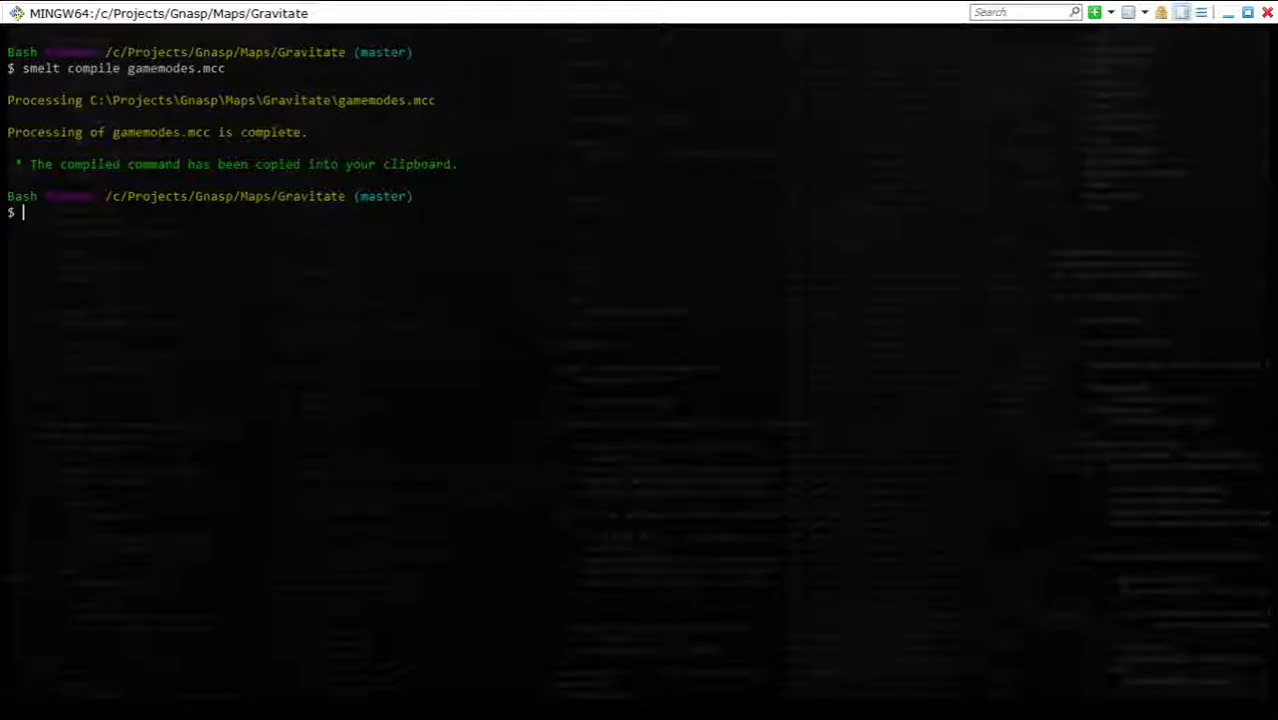 MINGW64:/c/Projects/Gnasp/Maps/Gravitate
Search
Bash /c/Projects/Gnasp/Maps/Gravitate (master)
$ smelt compile gamemodes.mcc
Processing C:\Projects\Gnasp\Maps\Gravitate\gamemodes.mcc
Processing of gamemodes.mcc is complete.
* The compiled command has been copied into your clipboard.
Bash /c/Projects/Gnasp/Maps/Gravitate (master)
$